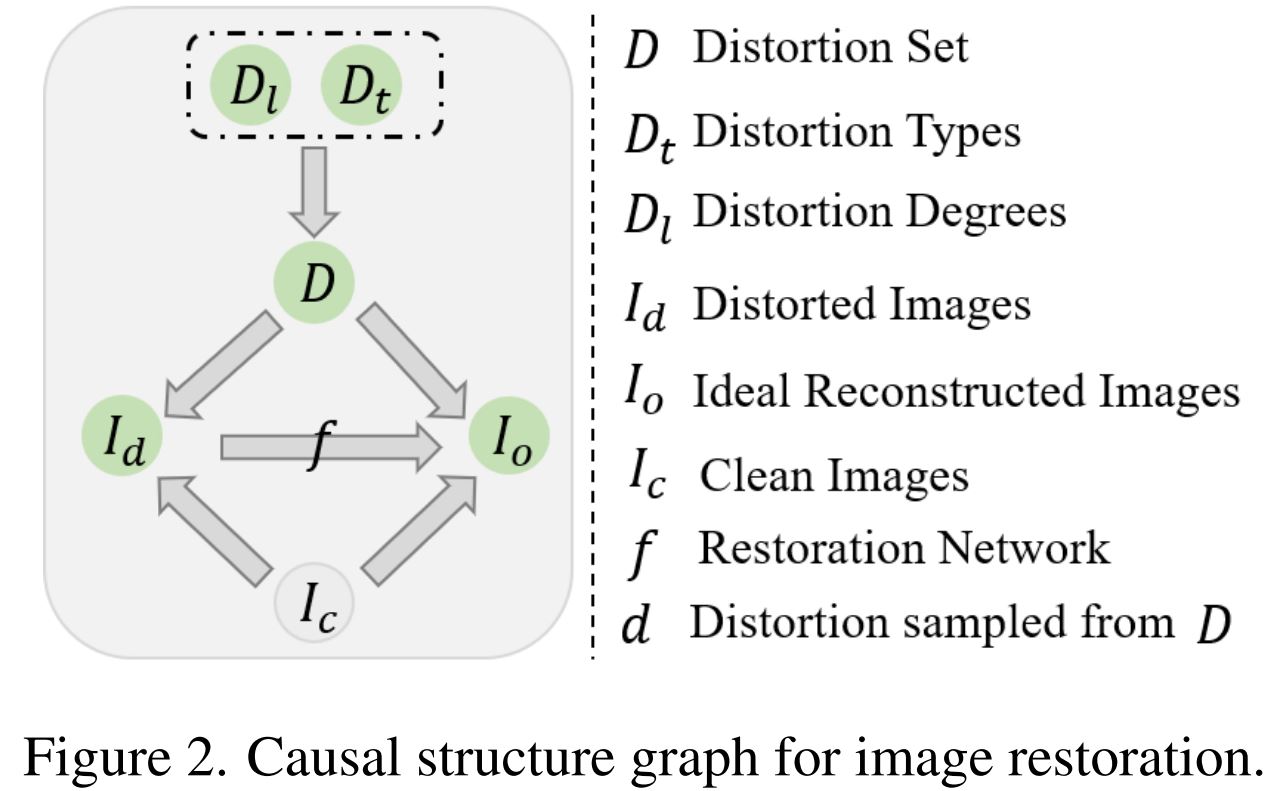 D_l D_t
D
I_d f I_o
I_c
D Distortion Set
D_t Distortion Types
D_l Distortion Degrees
I_d Distorted Images
I_o Ideal Reconstructed Images
I_c Clean Images
f Restoration Network
d Distortion sampled from D
Figure 2. Causal structure graph for image restoration.